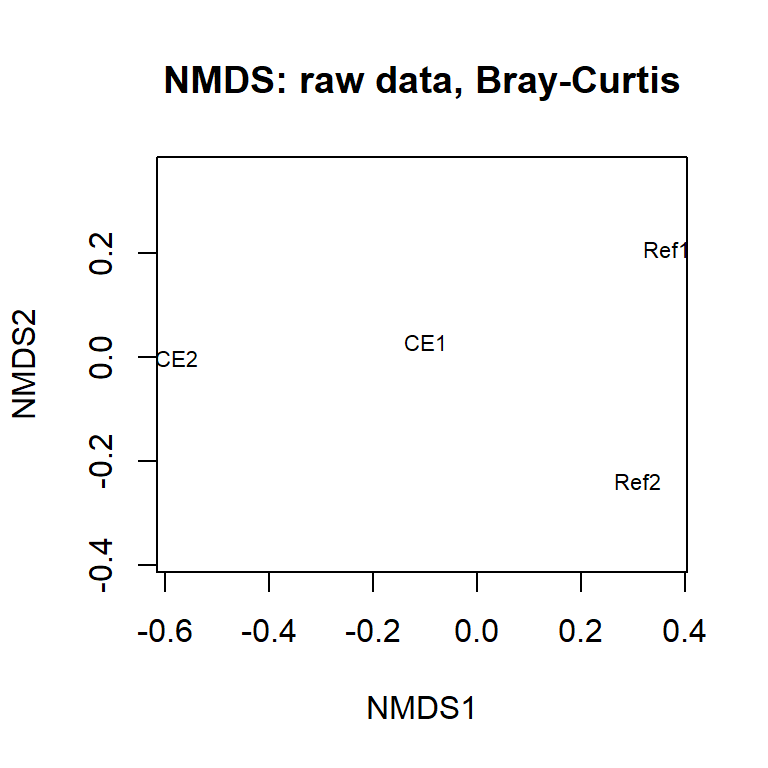 NMDS: raw data, Bray-Curtis
NMDS2
0.2
0.0
-0.2
-0.4
Ref1
CE1
CE2
Ref2
-0.6 -0.4 -0.2 0.0 0.2 0.4
NMDS1